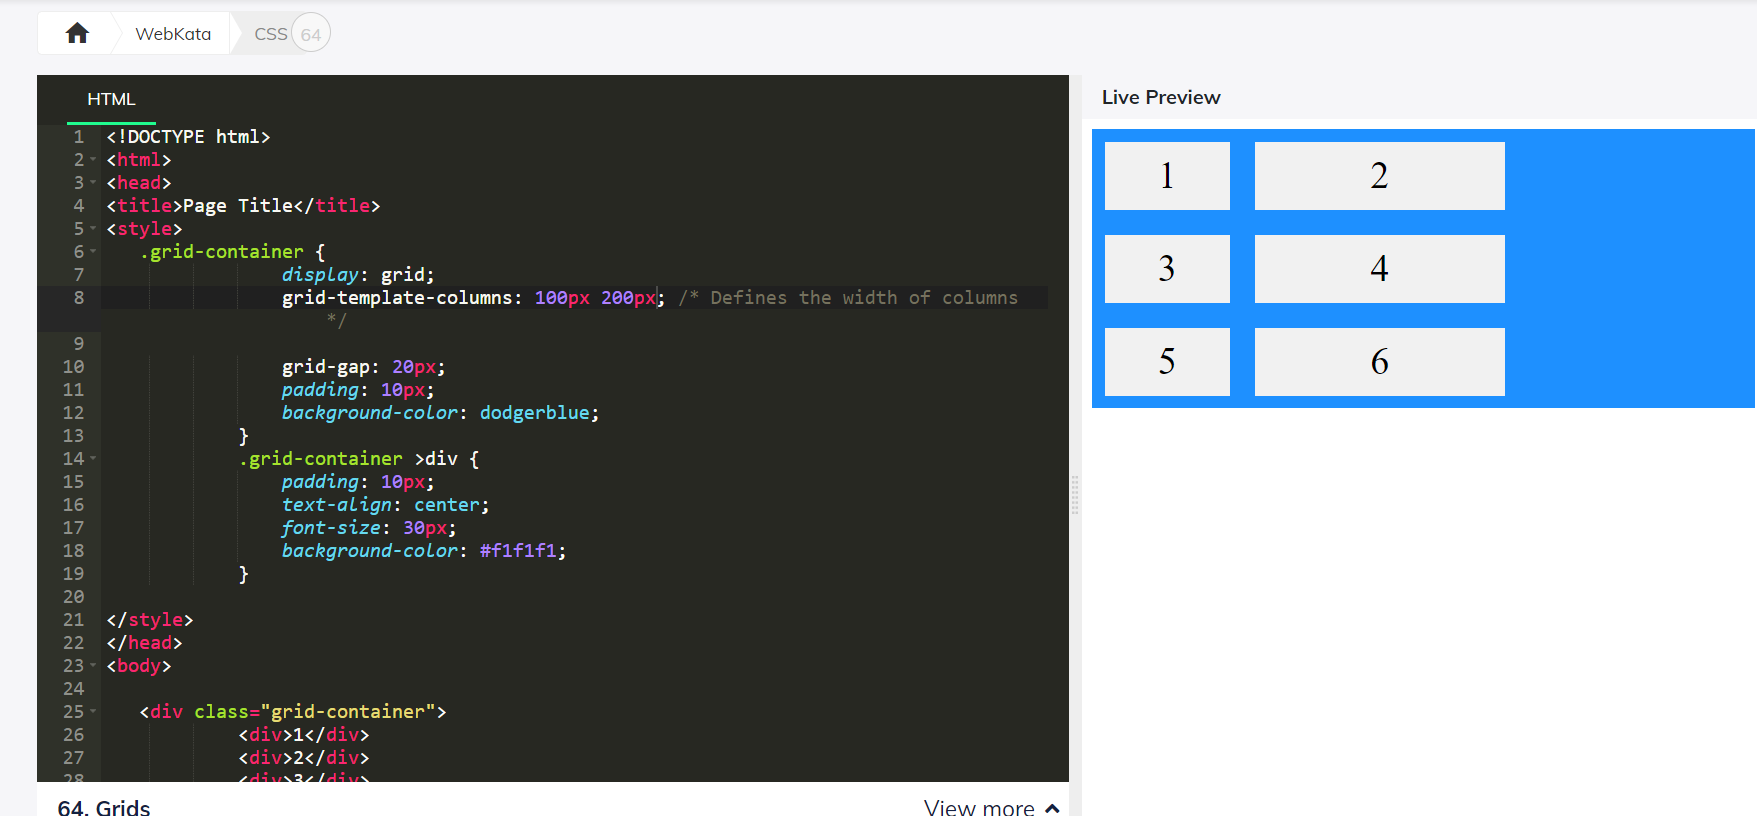 WebKata CSS 64
HTML
1 <!DOCTYPE html>
2 <html>
3 <head>
4 <title>Page Title</title>
5 <style>
6 .grid-container {
7 display: grid;
8 grid-template-columns: 100px 200px; /* Defines the width of columns
*/
9
10 grid-gap: 20px;
11 padding: 10px;
12 background-color: dodgerblue;
13 }
14 .grid-container >div {
15 padding: 10px;
16 text-align: center;
17 font-size: 30px;
18 background-color: #f1f1f1;
19 }
20
21 </style>
22 </head>
23 <body>
24
25 <div class="grid-container">
26 <div>1</div>
27 <div>2</div>
28 <div>3</div>
64. Grids
View more
Live Preview
1 2
3 4
5 6